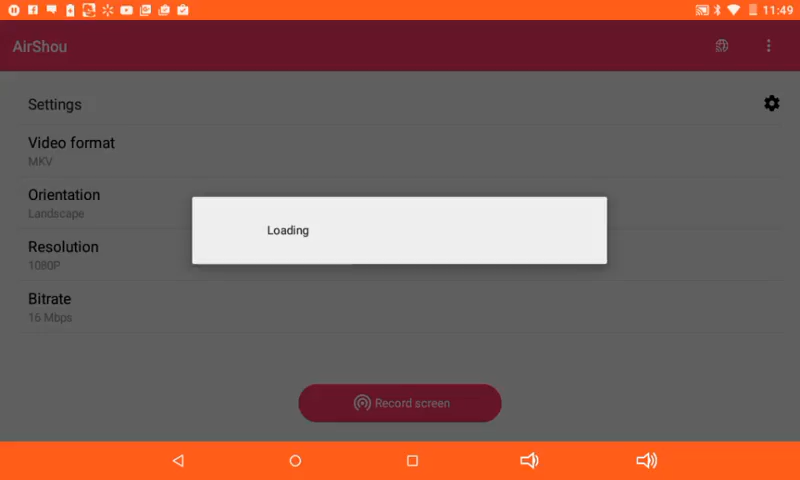 11:49
AirShou
Settings
Video format
MKV
Orientation
Landscape
Loading
Resolution
1080P
Bitrate
16 Mbps
Record screen